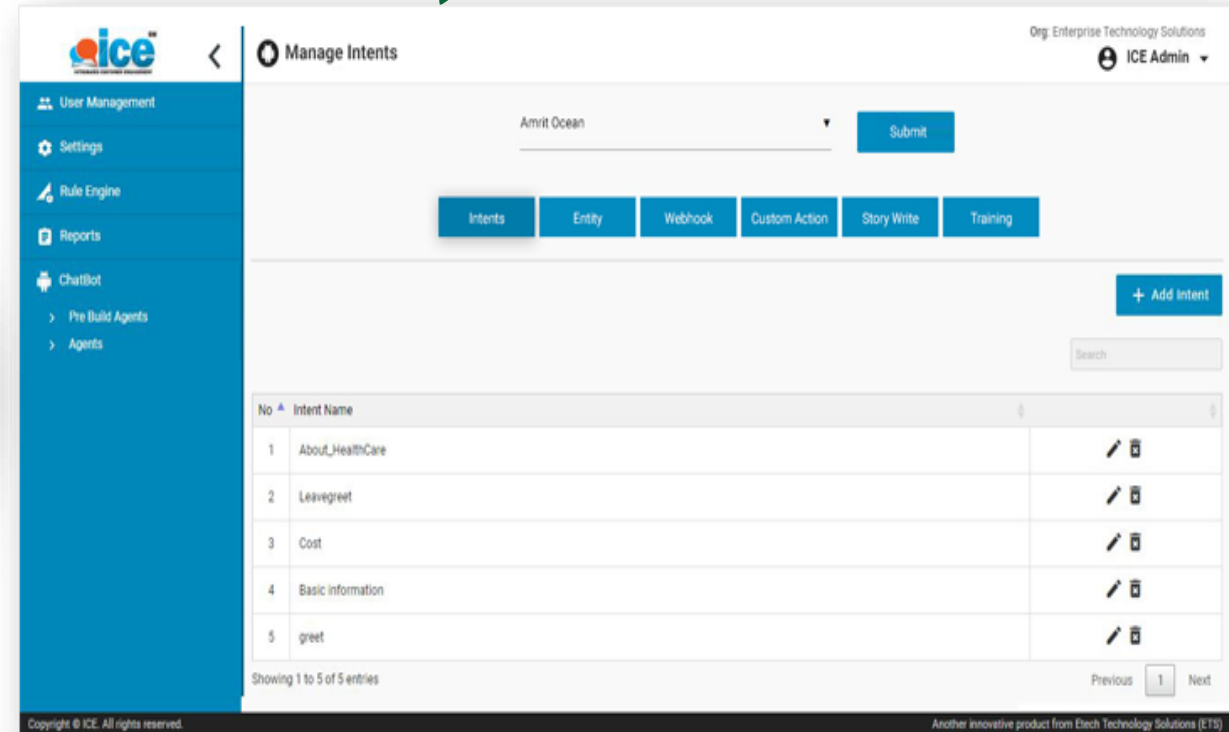 ice
INTEGRATED CUSTOMER ENGAGEMENT
Manage Intents
Org: Enterprise Technology Solutions
ICE Admin
User Management
Settings
Rule Engine
Reports
ChatBot
Pre Build Agents
Agents
Amrit Ocean
Submit
Intents Entity Webhook Custom Action Story Write Training
+ Add Intent
Search
No Intent Name
1 About_HealthCare
2 Leavegreet
3 Cost
4 Basic information
5 greet
Showing 1 to 5 of 5 entries
Previous 1 Next
Copyright © ICE. All rights reserved.
Another innovative product from Etech Technology Solutions (ETS)